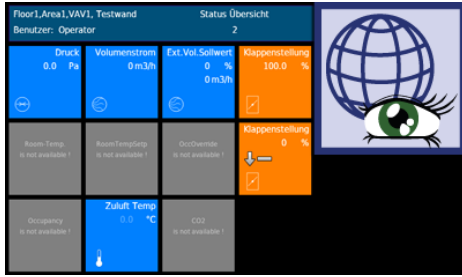 Floor1,Area1,VAV1, Testwand Status Übersicht
Benutzer: Operator 2
Druck
0.0 Pa
Volumenstrom
0 m3/h
Ext.Vol.Sollwert
0 %
0 m3/h
Klappenstellung
100.0 %
Room-Temp.
is not available !
RoomTempSetp
is not available !
OccOverride
is not available !
Klappenstellung
0 %
Occupancy
is not available !
Zuluft Temp
0.0 °C
CO2
is not available !